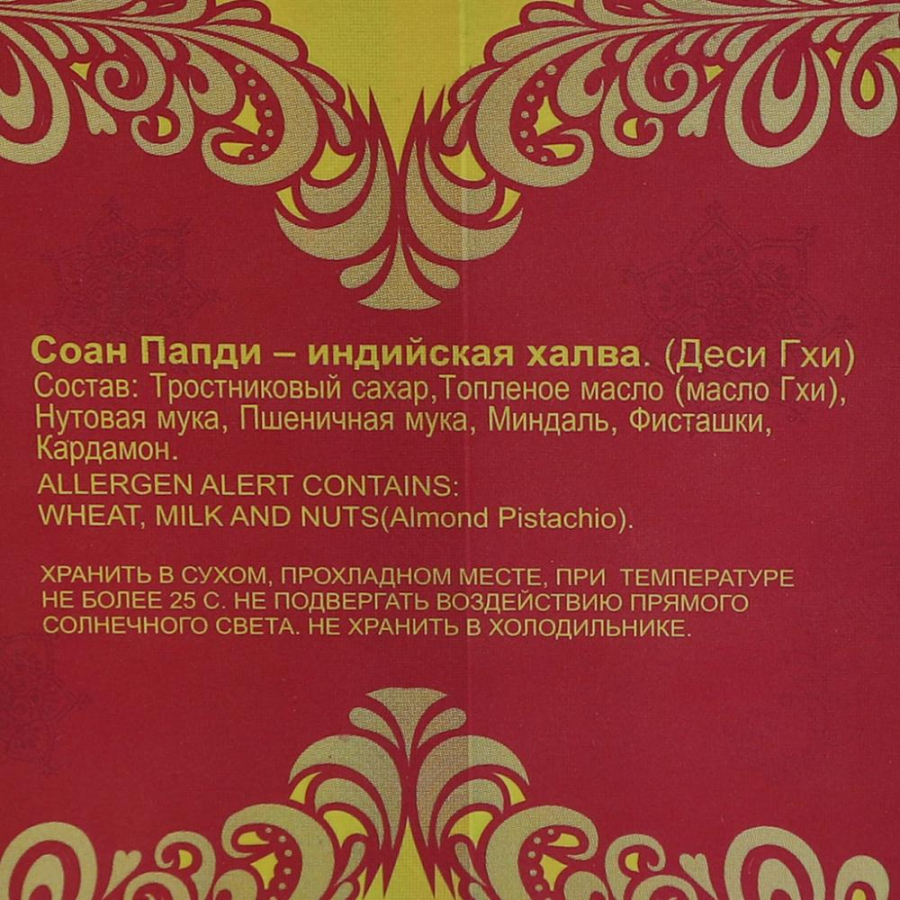 Соан Папди – индийская халва. (Деси Гхи)
Состав: Тростниковый сахар,Топленое масло (масло Гхи),
Нутовая мука, Пшеничная мука, Миндаль, Фисташки,
Кардамон.
ALLERGEN ALERT CONTAINS:
WHEAT, MILK AND NUTS(Almond Pistachio).
ХРАНИТЬ В СУХОМ, ПРОХЛАДНОМ МЕСТЕ, ПРИ ТЕМПЕРАТУРЕ
НЕ БОЛЕЕ 25 С. НЕ ПОДВЕРГАТЬ ВОЗДЕЙСТВИЮ ПРЯМОГО
СОЛНЕЧНОГО СВЕТА. НЕ ХРАНИТЬ В ХОЛОДИЛЬНИКЕ.